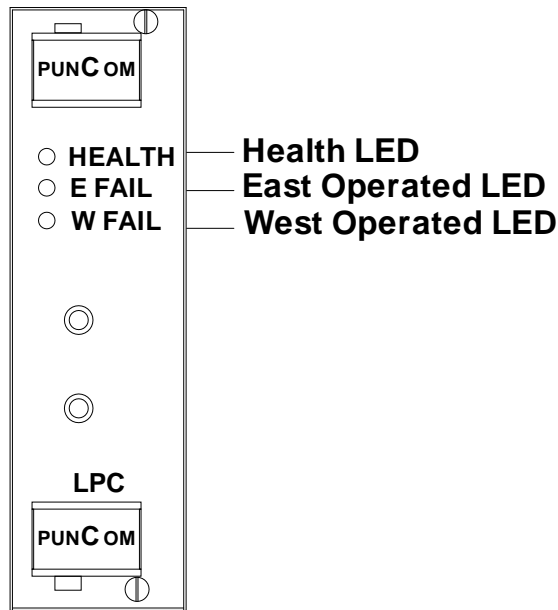 PUNCOM
HEALTH Health LED
E FAIL East Operated LED
W FAIL West Operated LED
LPC
PUNCOM